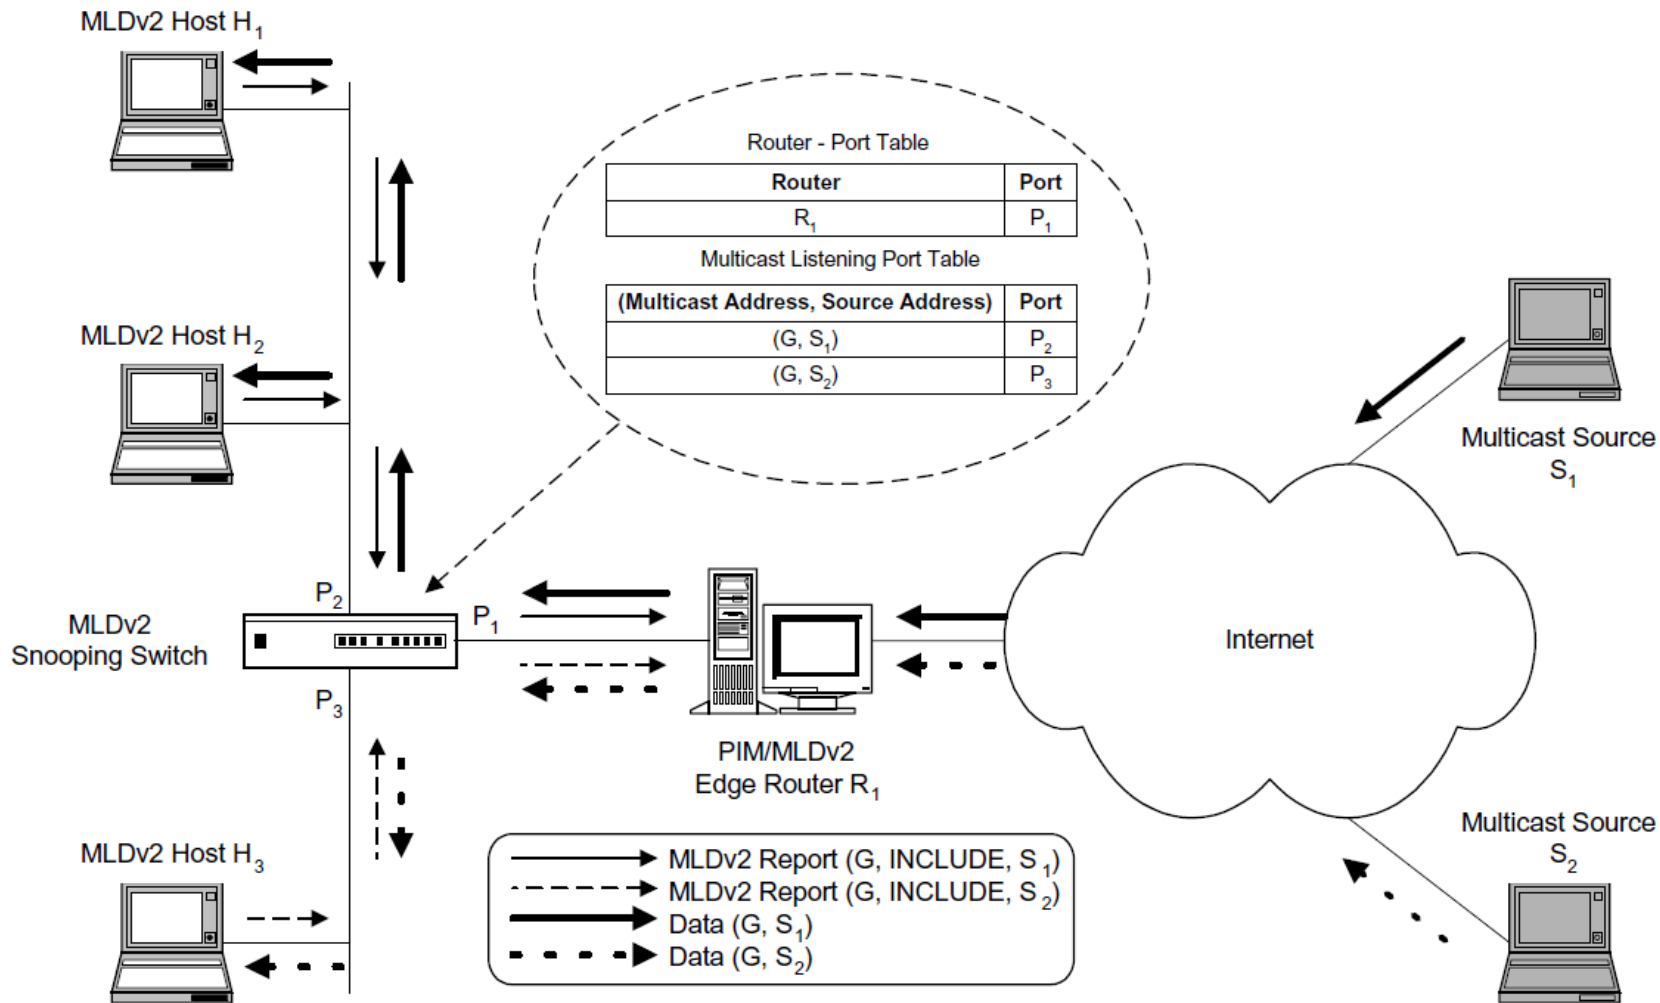 MLDv2 Host H1
Router - Port Table
Router Port
R1 P1
Multicast Listening Port Table
(Multicast Address, Source Address) Port
(G, S1) P2
(G, S2) P3
MLDv2 Host H2
Multicast Source
S1
P2
P1
MLDv2
Snooping Switch
P3
Internet
PIM/MLDv2
Edge Router R1
MLDv2 Host H3
Multicast Source
S2
MLDv2 Report (G, INCLUDE, S1)
MLDv2 Report (G, INCLUDE, S2)
Data (G, S1)
Data (G, S2)